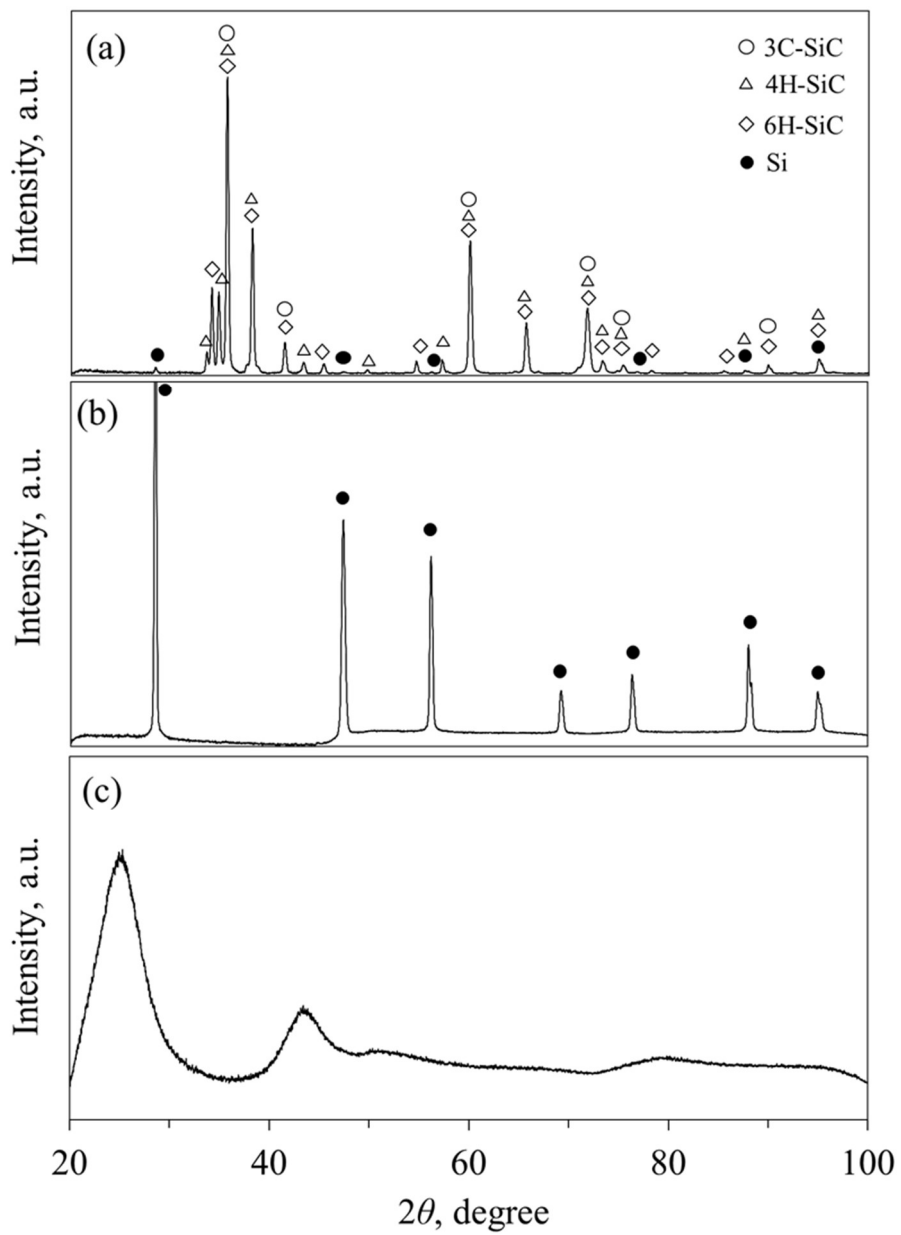 (a)
○ 3C-SiC
△ 4H-SiC
◇ 6H-SiC
● Si
Intensity, a.u.
(b)
Intensity, a.u.
(c)
Intensity, a.u.
20 40 60 80 100
2θ, degree